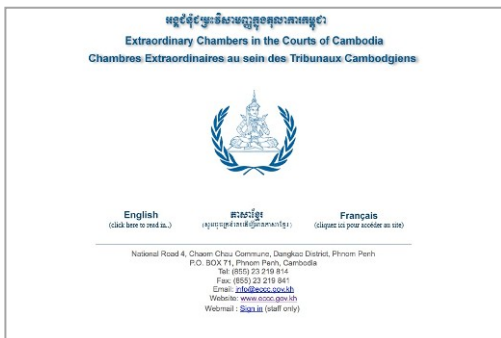 អង្គជំនុំជម្រះវិសាមញ្ញក្នុងតុលាការកម្ពុជា
Extraordinary Chambers in the Courts of Cambodia
Chambres Extraordinaires au sein des Tribunaux Cambodgiens
English
(click here to read in..)
ភាសាខ្មែរ
Français
(cliquez ici pour accéder au site)
National Road 4, Chaom Chau Commune, Dangkao District, Phnom Penh
P.O. BOX 71, Phnom Penh, Cambodia
Tel: (855) 23 219 814
Fax: (855) 23 219 841
Email: info@eccc.gov.kh
Website: www.eccc.gov.kh
Webmail : Sign in (staff only)